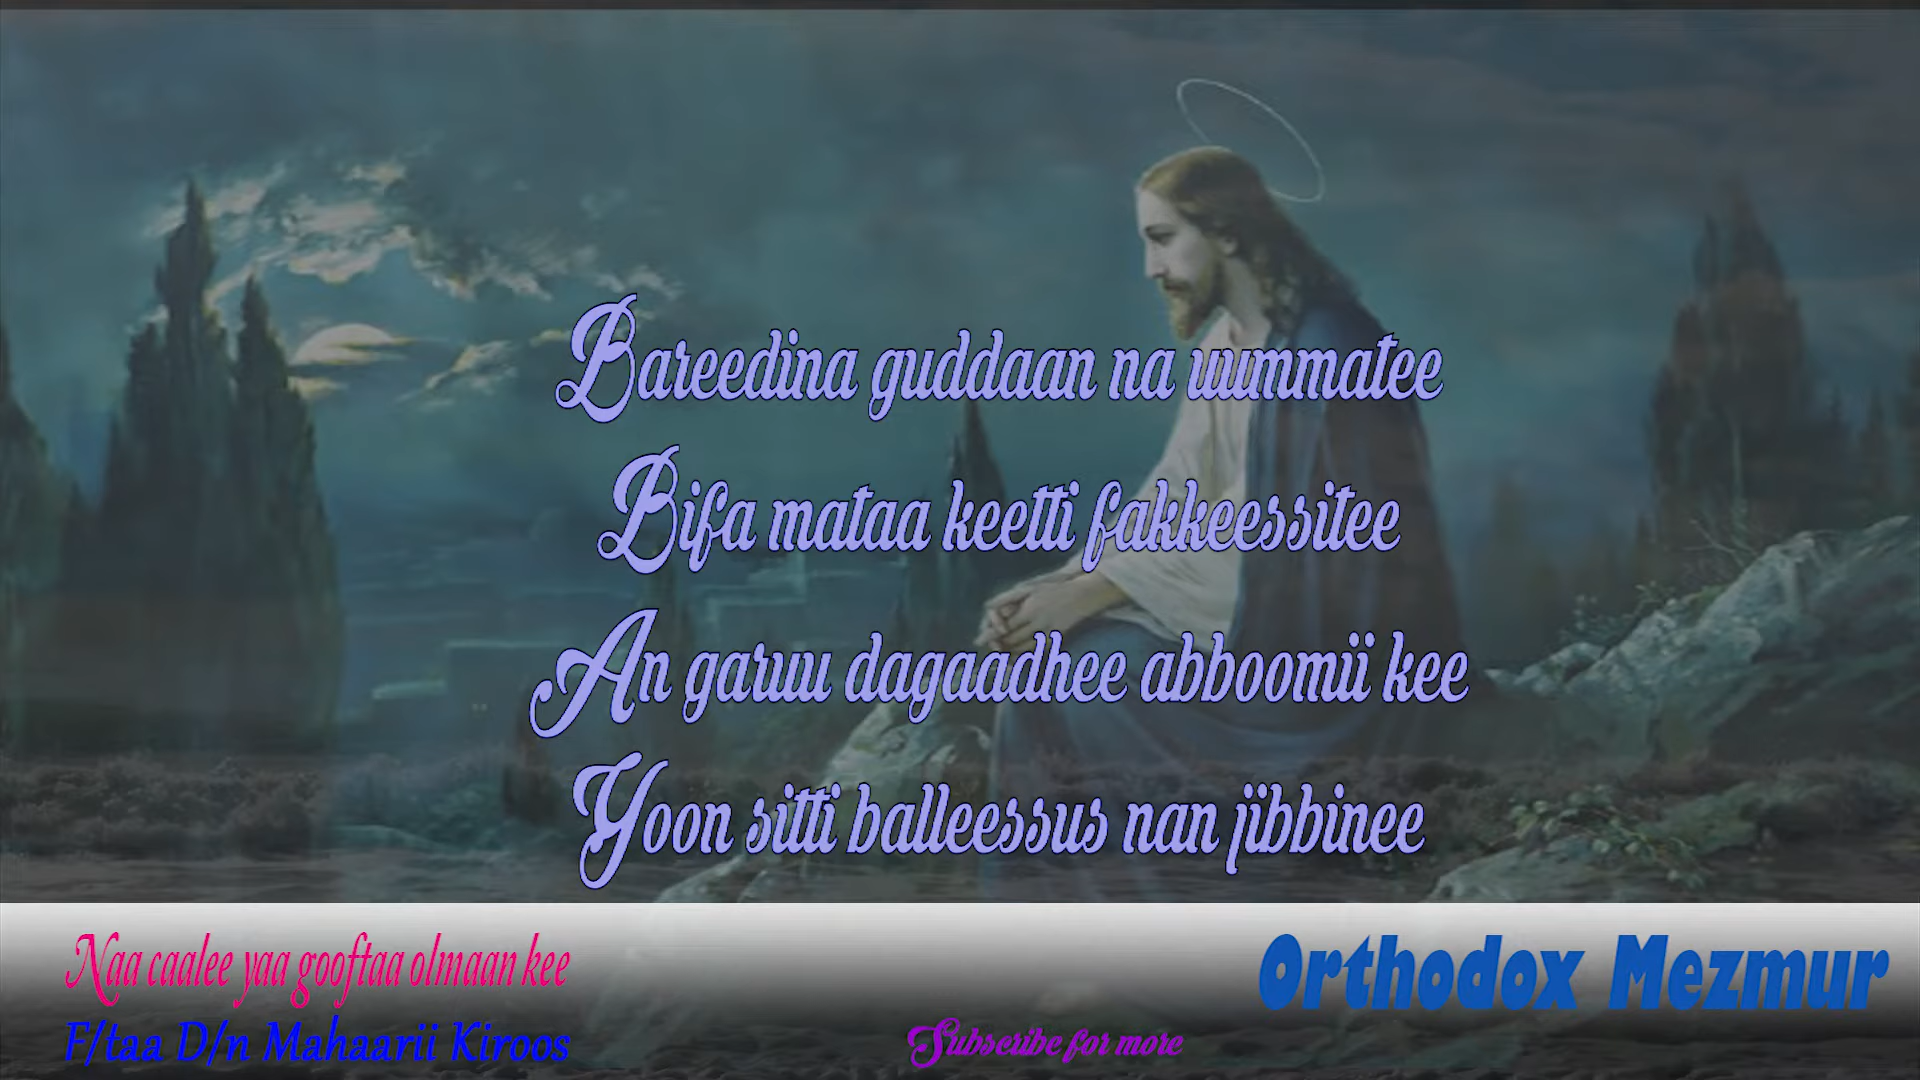 Bareedina guddaan na uummatee
Bifa mataa keetti fakkeessitee
An garuu dagaadhee abboomii kee
Yoon sitti balleessus nan jibbinee
Naa caalee yaa gooftaa olmaan kee
F/taa D/n Mahaarii Kiroos
Subscribe for more
Orthodox Mezmur